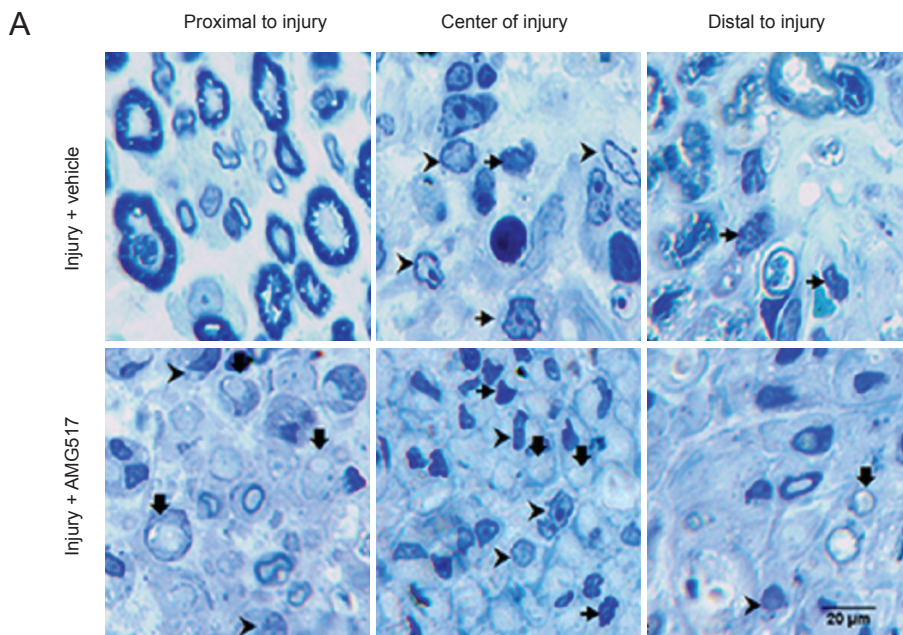 A
Proximal to injury
Center of injury
Distal to injury
Injury + vehicle
Injury + AMG517
20 µm